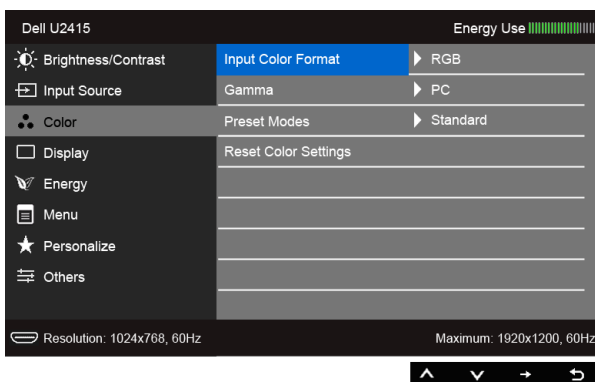 Dell U2415 Energy Use
Brightness/Contrast Input Color Format RGB
Input Source Gamma PC
Color Preset Modes Standard
Display Reset Color Settings
Energy
Menu
Personalize
Others
Resolution: 1024x768, 60Hz Maximum: 1920x1200, 60Hz